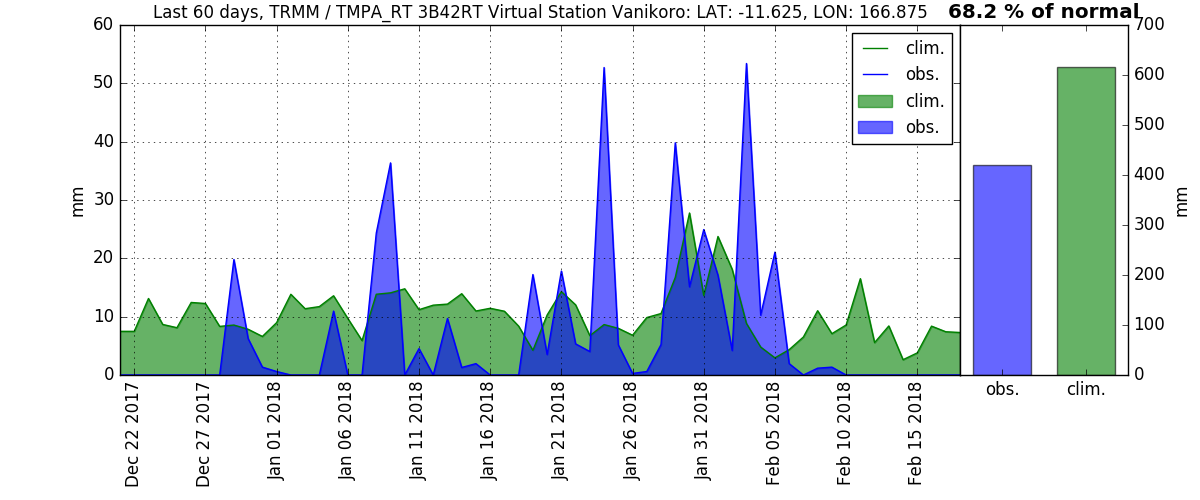 Last 60 days, TRMM / TMPA_RT 3B42RT Virtual Station Vanikoro: LAT: -11.625, LON: 166.875
68.2 % of normal
60
50
40
30
20
10
0
mm
clim.
obs.
clim.
obs.
Dec 22 2017
Dec 27 2017
Jan 01 2018
Jan 06 2018
Jan 11 2018
Jan 16 2018
Jan 21 2018
Jan 26 2018
Jan 31 2018
Feb 05 2018
Feb 10 2018
Feb 15 2018
700
600
500
400
300
200
100
0
mm
obs.
clim.